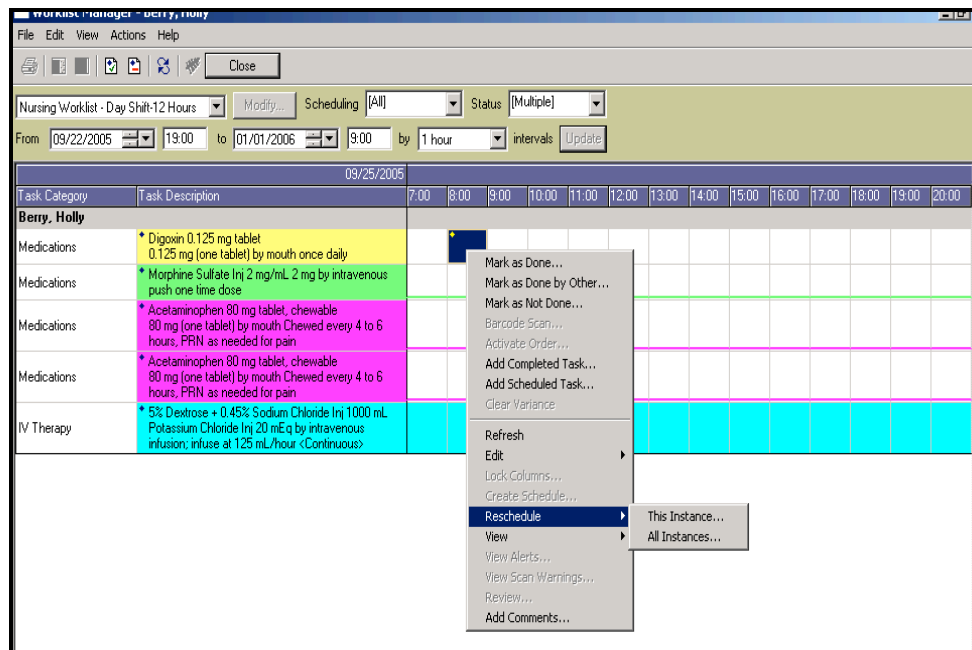 Worklist Manager - Berry, Holly
File Edit View Actions Help
Close
Nursing Worklist - Day Shift-12 Hours Modify... Scheduling [All] Status [Multiple]
From 09/22/2005 19:00 to 01/01/2006 9:00 by 1 hour intervals Update
09/25/2005
Task Category Task Description 7:00 8:00 9:00 10:00 11:00 12:00 13:00 14:00 15:00 16:00 17:00 18:00 19:00 20:00
Berry, Holly
Medications
Digoxin 0.125 mg tablet
0.125 mg (one tablet) by mouth once daily
Medications
Morphine Sulfate Inj 2 mg/mL 2 mg by intravenous
push one time dose
Medications
Acetaminophen 80 mg tablet, chewable
80 mg (one tablet) by mouth Chewed every 4 to 6
hours, PRN as needed for pain
Medications
Acetaminophen 80 mg tablet, chewable
80 mg (one tablet) by mouth Chewed every 4 to 6
hours, PRN as needed for pain
IV Therapy
5% Dextrose + 0.45% Sodium Chloride Inj 1000 mL
Potassium Chloride Inj 20 mEq by intravenous
infusion; infuse at 125 mL/hour <Continuous>
Mark as Done...
Mark as Done by Other...
Mark as Not Done...
Barcode Scan...
Activate Order...
Add Completed Task...
Add Scheduled Task...
Clear Variance
Refresh
Edit
Lock Columns...
Create Schedule...
Reschedule
View
View Alerts...
View Scan Warnings...
Review...
Add Comments...
This Instance...
All Instances...